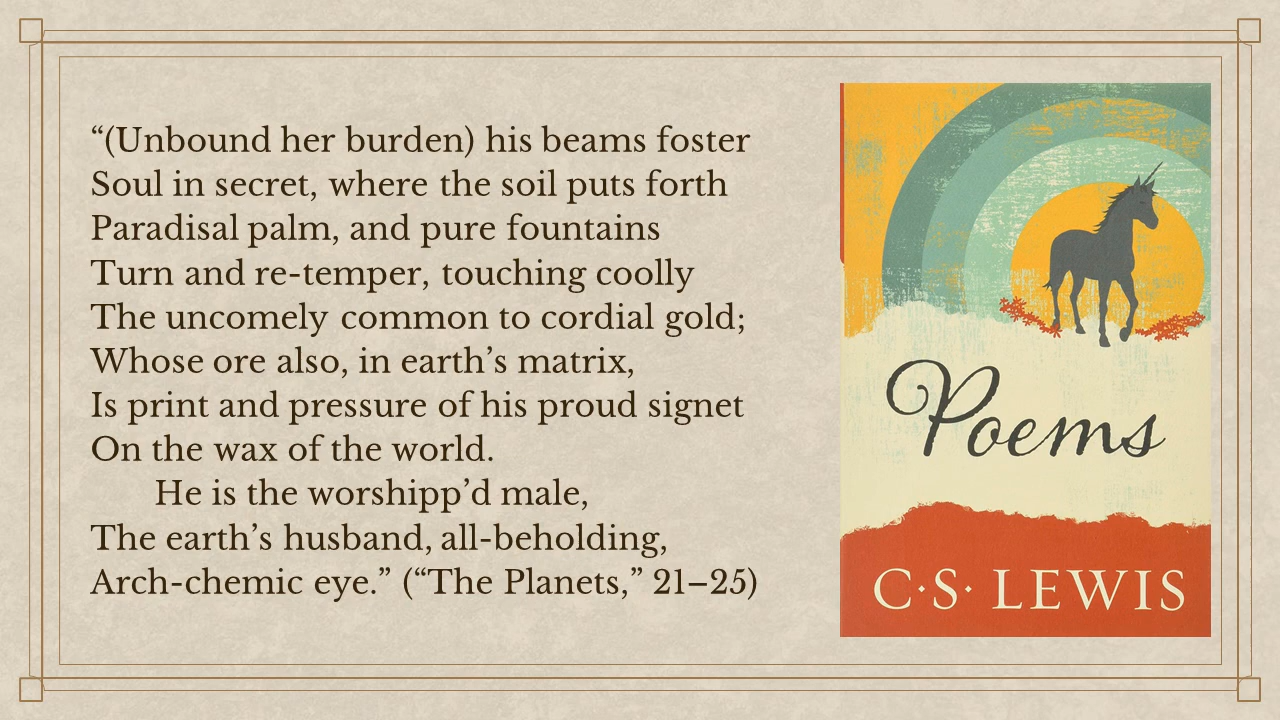 “(Unbound her burden) his beams foster
Soul in secret, where the soil puts forth
Paradisal palm, and pure fountains
Turn and re-temper, touching coolly
The uncomely common to cordial gold;
Whose ore also, in earth’s matrix,
Is print and pressure of his proud signet
On the wax of the world.
He is the worshipp’d male,
The earth’s husband, all-beholding,
Arch-chemic eye.” (“The Planets,” 21–25)
Poems
C·S· LEWIS